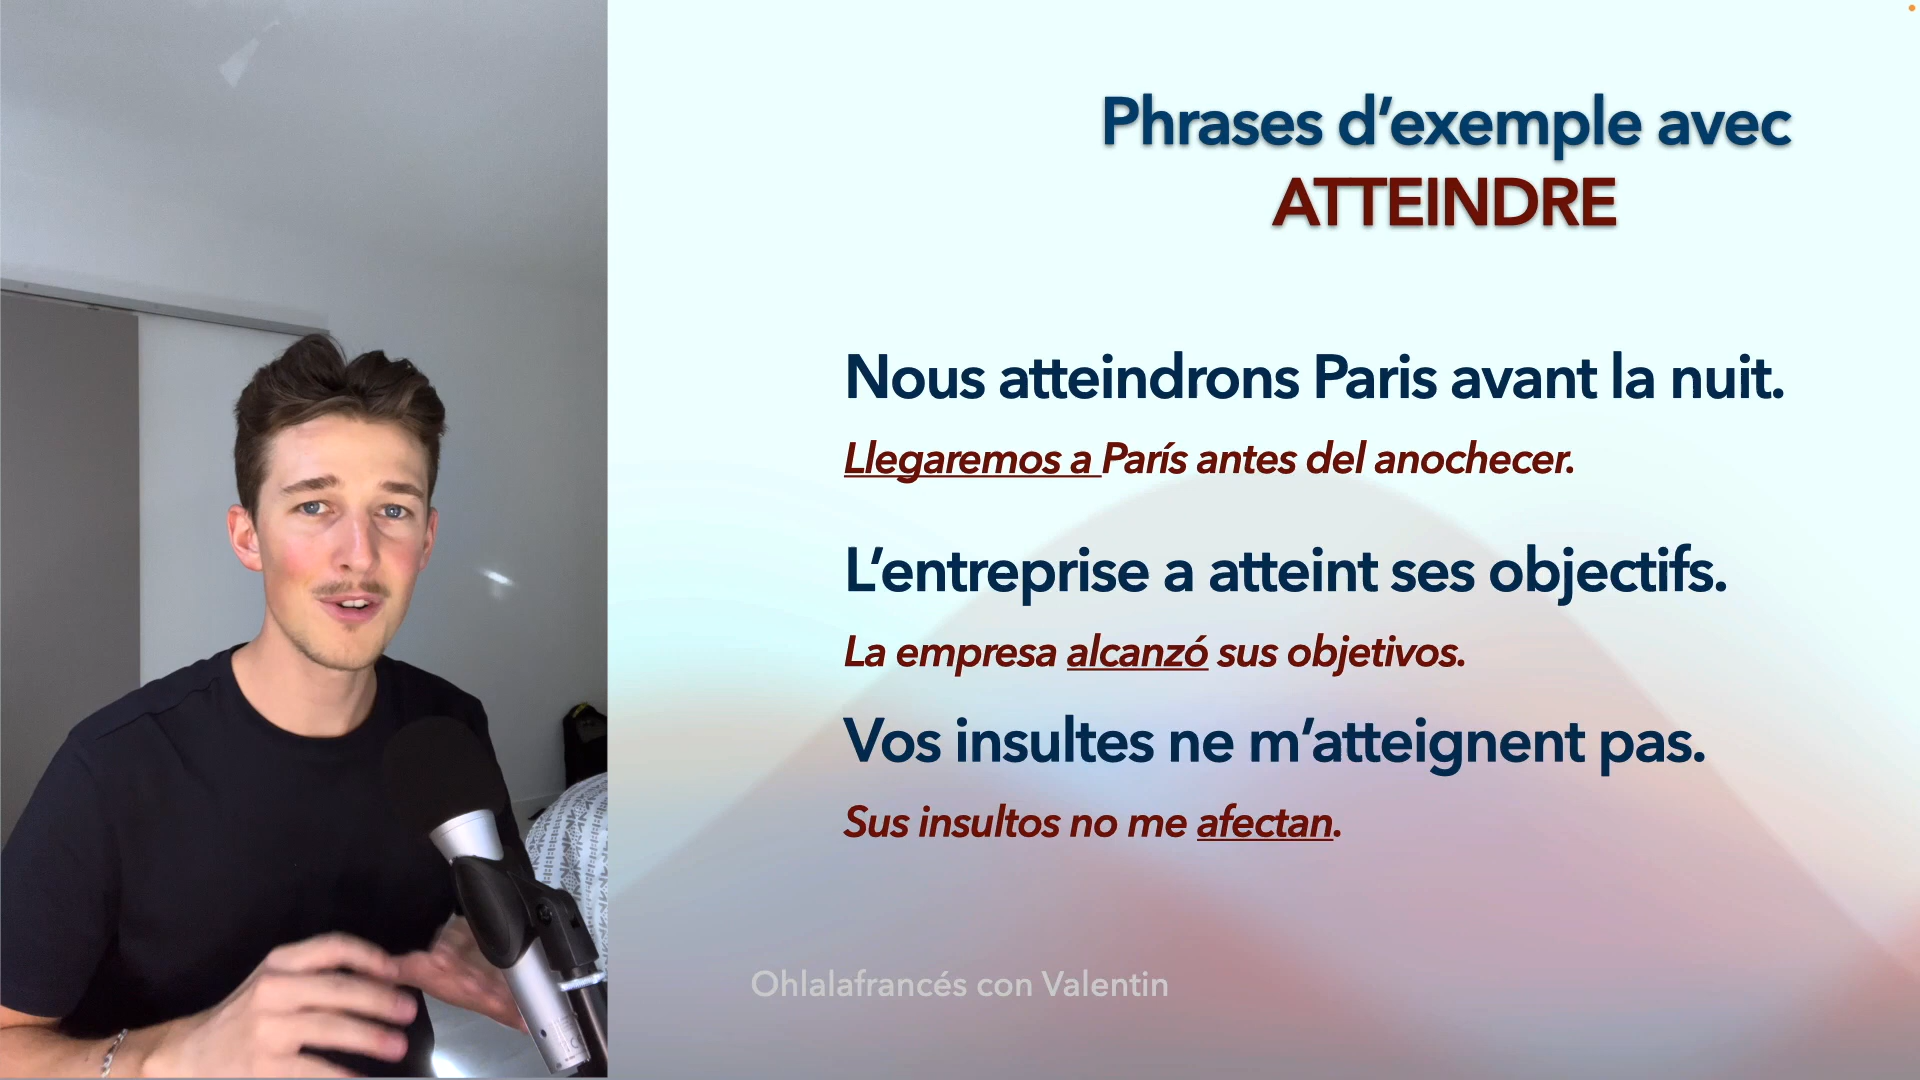 Phrases d’exemple avec
ATTEINDRE
Nous atteindrons Paris avant la nuit.
Llegaremos a París antes del anochecer.
L’entreprise a atteint ses objectifs.
La empresa alcanzó sus objetivos.
Vos insultes ne m’atteignent pas.
Sus insultos no me afectan.
Ohlalafrancés con Valentin